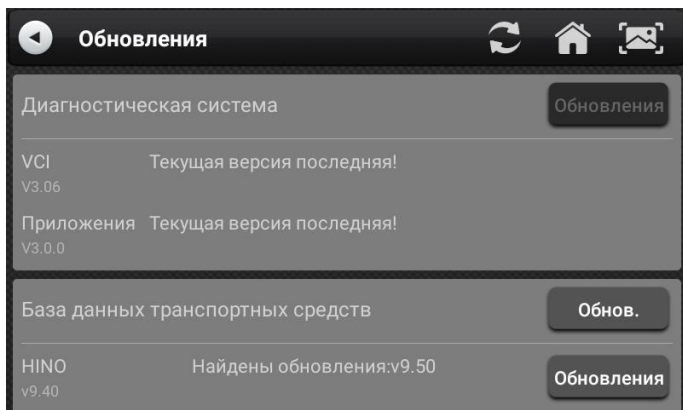 Обновления
Диагностическая система Обновления
VCI Текущая версия последняя!
V3.06
Приложения Текущая версия последняя!
V3.0.0
База данных транспортных средств Обнов.
HINO Найдены обновления:v9.50 Обновления
v9.40